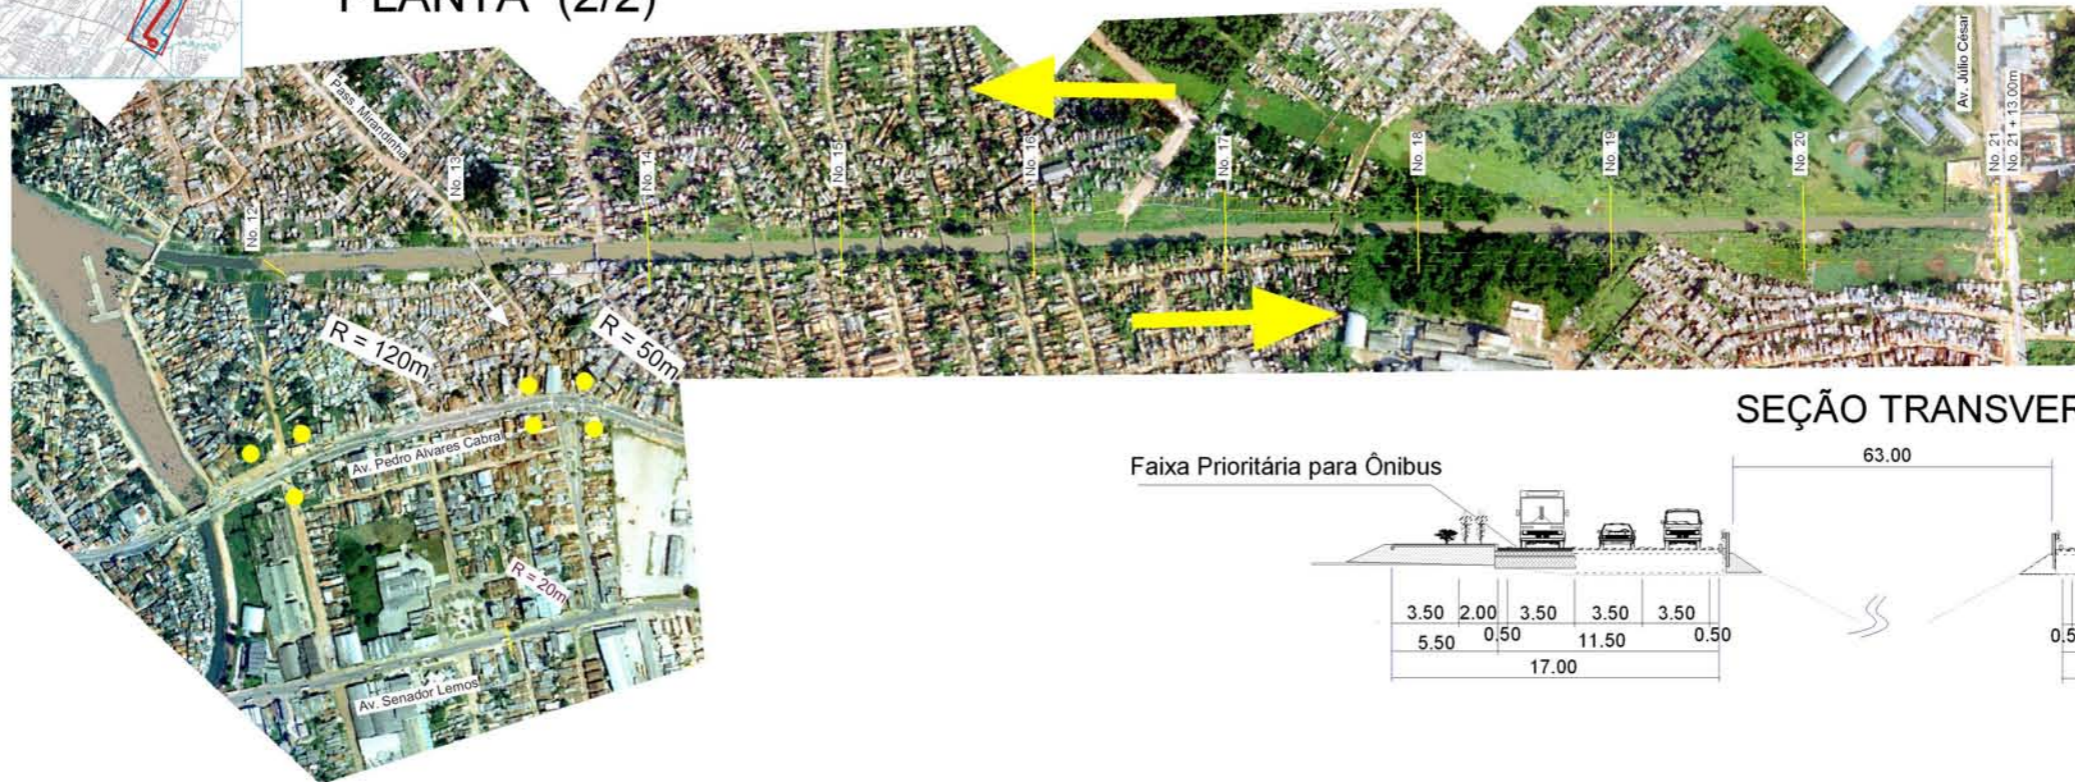 PLANTA (2/2)
Pass. Mirandinha
No. 12
No. 13
No. 14
No. 15
No. 16
No. 17
No. 18
No. 19
No. 20
Av. Júlio César
No. 21
No. 21 + 13.00m
R = 120m
R = 50m
Av. Pedro Alvares Cabral
R = 20m
Av. Senador Lemos
SEÇÃO TRANSVER
63.00
Faixa Prioritária para Ônibus
3.50 2.00 3.50 3.50 3.50
5.50 0.50 11.50 0.50
17.00
0.5